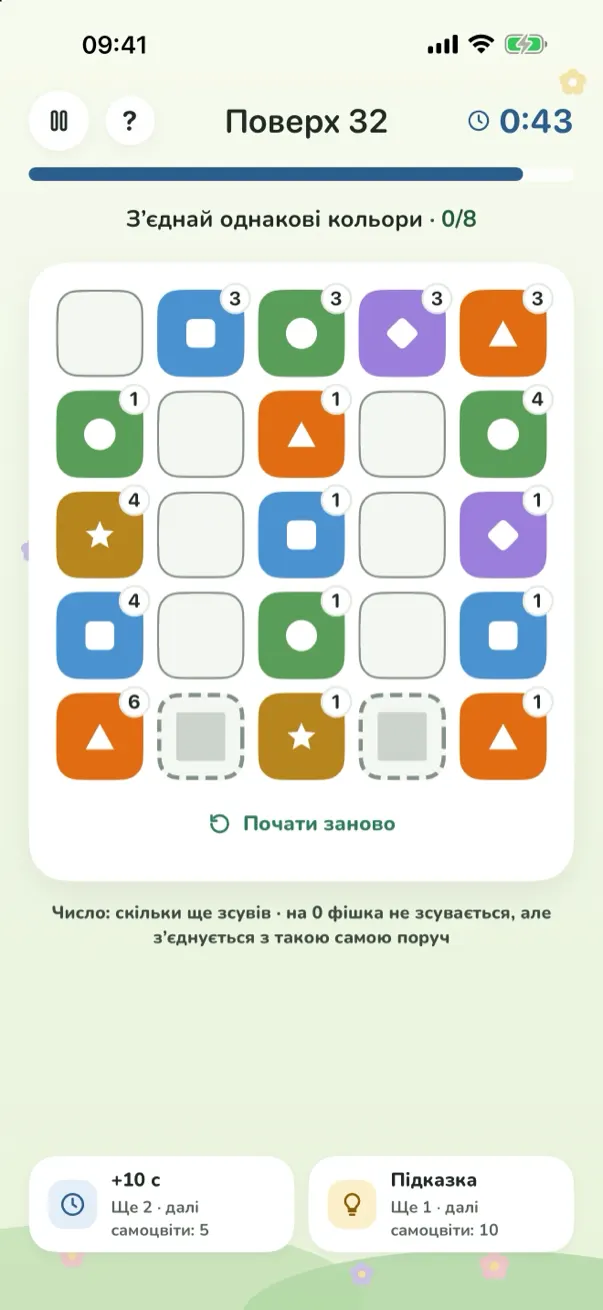 09:41
? Поверх 32 0:43
З’єднай однакові кольори · 0/8
3 3 3 3
1 1 4
4 1 1
4 1 1
6 1 1
Почати заново
Число: скільки ще зсувів · на 0 фішка не зсувається, але
з’єднується з такою самою поруч
+10 с
Ще 2 · далі
самоцвіти: 5
Підказка
Ще 1 · далі
самоцвіти: 10